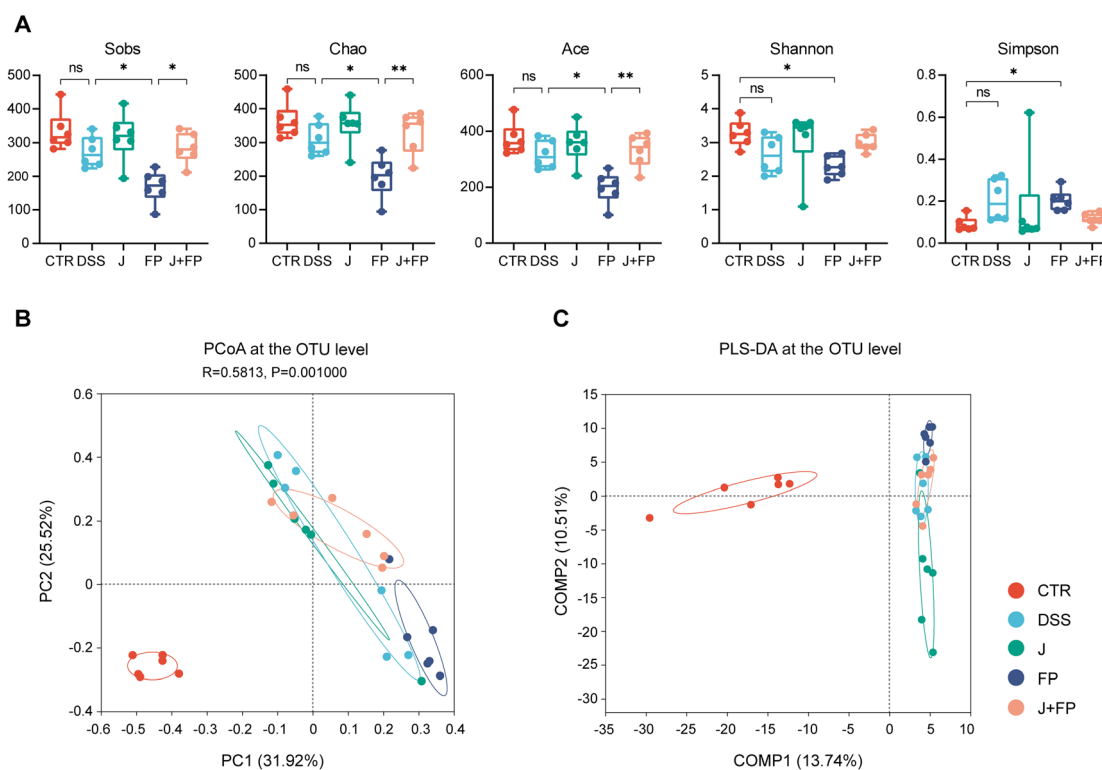 A
Sobs Chao Ace Shannon Simpson
ns * * ns * ** ns * ** * ns * ns
500 400 300 200 100 0
500 400 300 200 100 0
600 400 200 0
5 4 3 2 1 0
0.8 0.6 0.4 0.2 0.0
CTR DSS J FP J+FP CTR DSS J FP J+FP CTR DSS J FP J+FP CTR DSS J FP J+FP CTR DSS J FP J+FP
B
PCoA at the OTU level
R=0.5813, P=0.001000
PC2 (25.52%)
0.6
0.4
0.2
0
-0.2
-0.4
-0.6 -0.5 -0.4 -0.3 -0.2 -0.1 0 0.1 0.2 0.3 0.4
PC1 (31.92%)
C
PLS-DA at the OTU level
COMP2 (10.51%)
15
10
5
0
-5
-10
-15
-20
-25
-30
-35 -30 -25 -20 -15 -10 -5 0 5 10
COMP1 (13.74%)
CTR
DSS
J
FP
J+FP